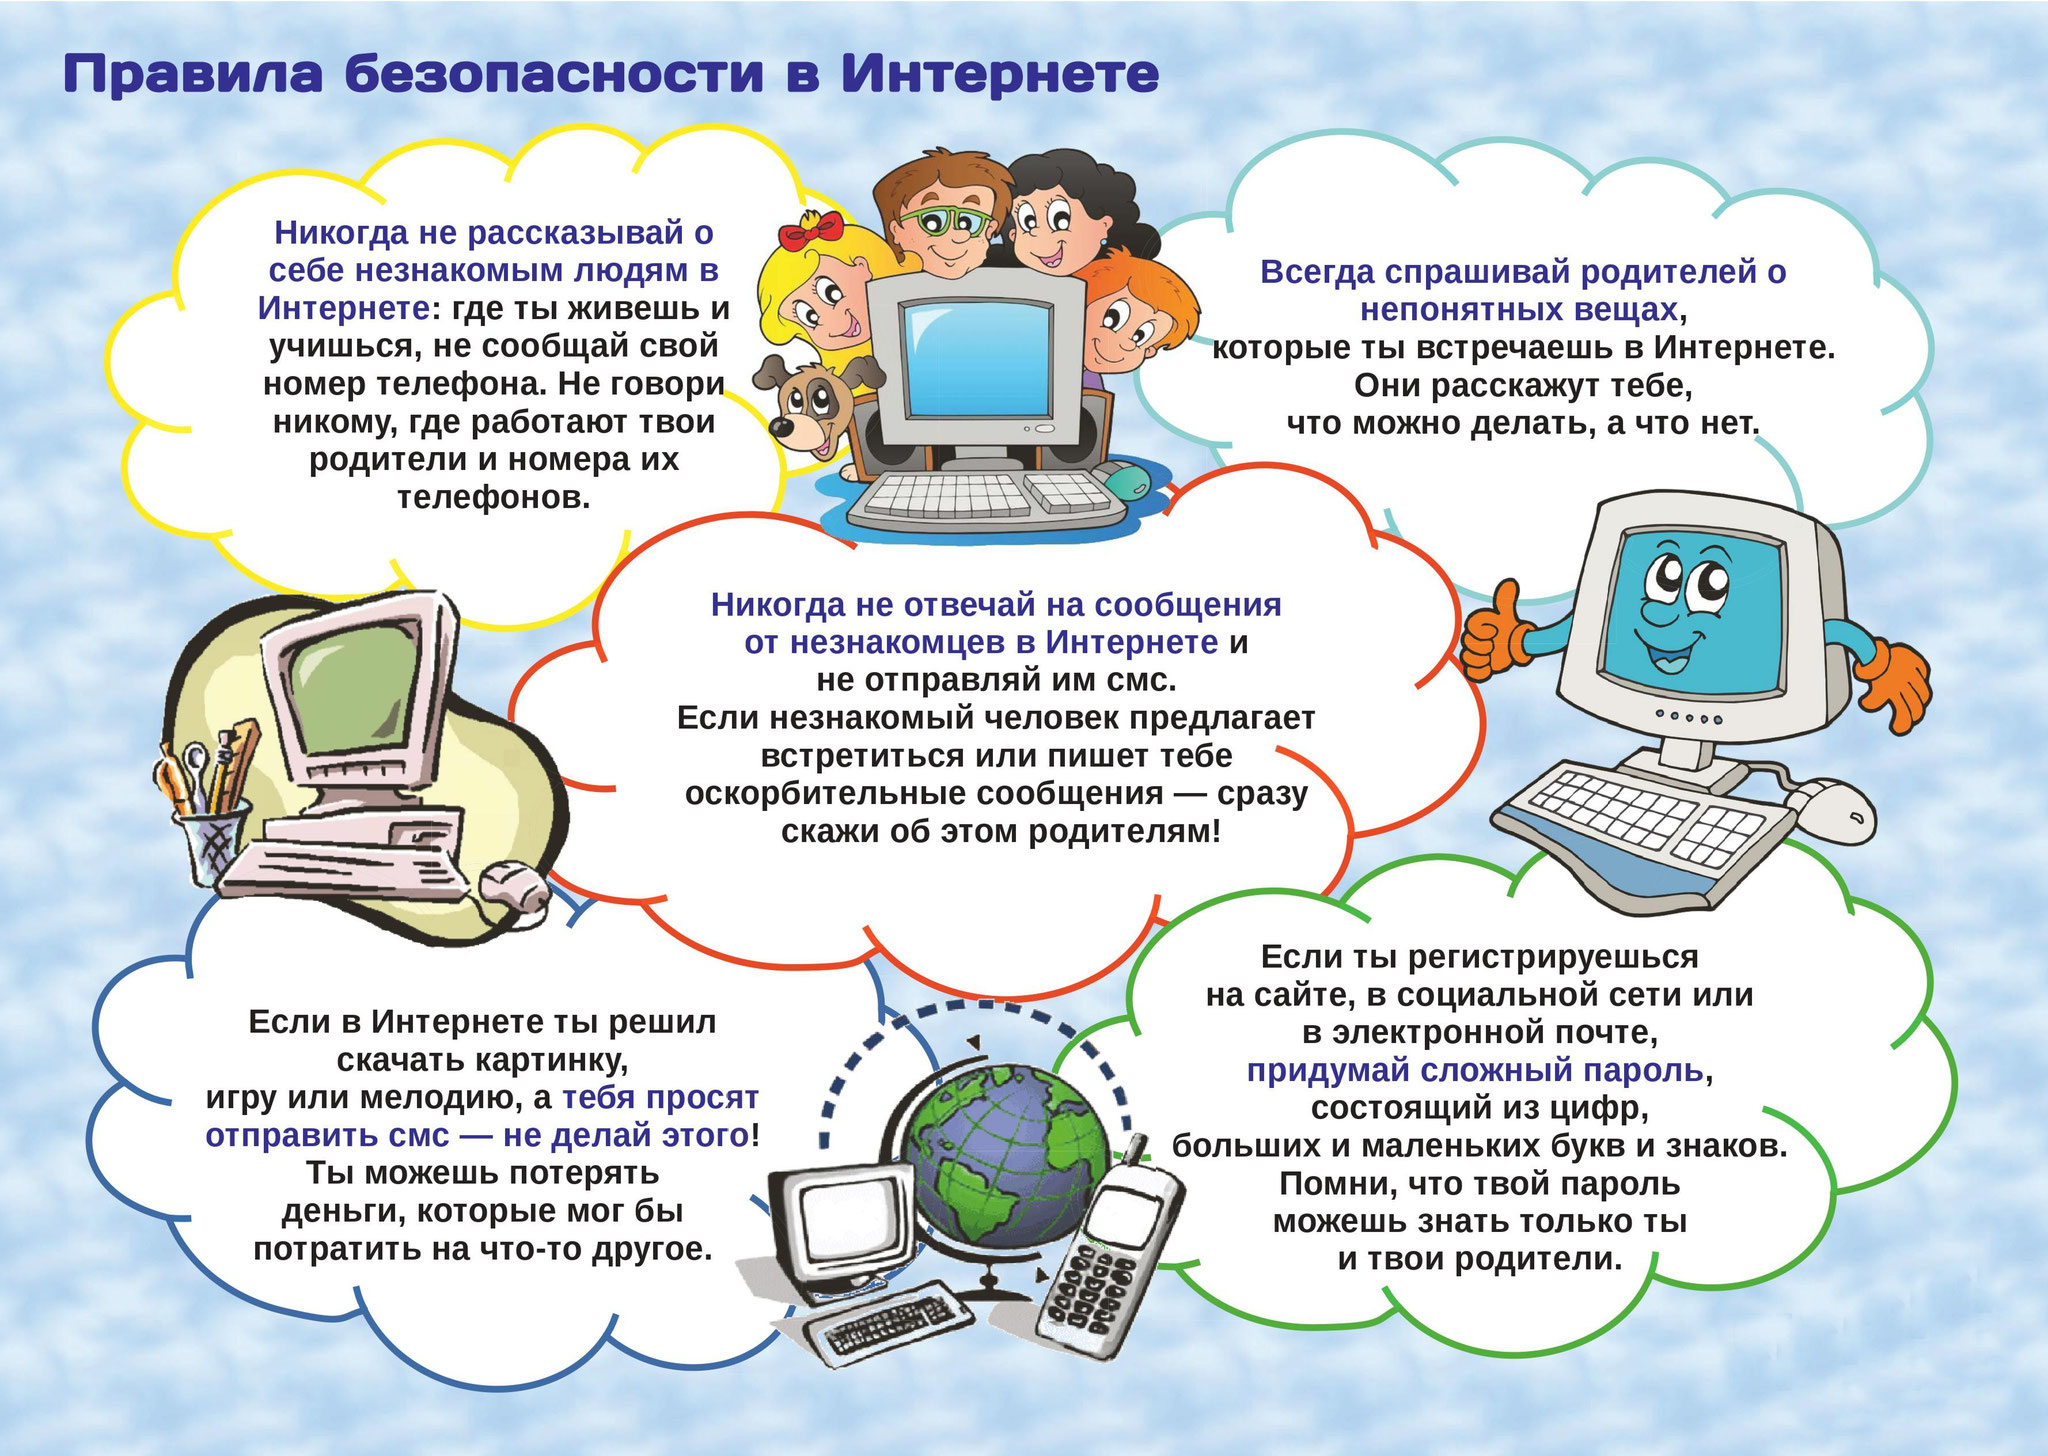 Правила безопасности в Интернете
Никогда не рассказывай о
себе незнакомым людям в
Интернете: где ты живешь и
учишься, не сообщай свой
номер телефона. Не говори
никому, где работают твои
родители и номера их
телефонов.
Всегда спрашивай родителей о
непонятных вещах,
которые ты встречаешь в Интернете.
Они расскажут тебе,
что можно делать, а что нет.
Никогда не отвечай на сообщения
от незнакомцев в Интернете и
не отправляй им смс.
Если незнакомый человек предлагает
встретиться или пишет тебе
оскорбительные сообщения — сразу
скажи об этом родителям!
Если в Интернете ты решил
скачать картинку,
игру или мелодию, а тебя просят
отправить смс — не делай этого!
Ты можешь потерять
деньги, которые мог бы
потратить на что-то другое.
Если ты регистрируешься
на сайте, в социальной сети или
в электронной почте,
придумай сложный пароль,
состоящий из цифр,
больших и маленьких букв и знаков.
Помни, что твой пароль
можешь знать только ты
и твои родители.